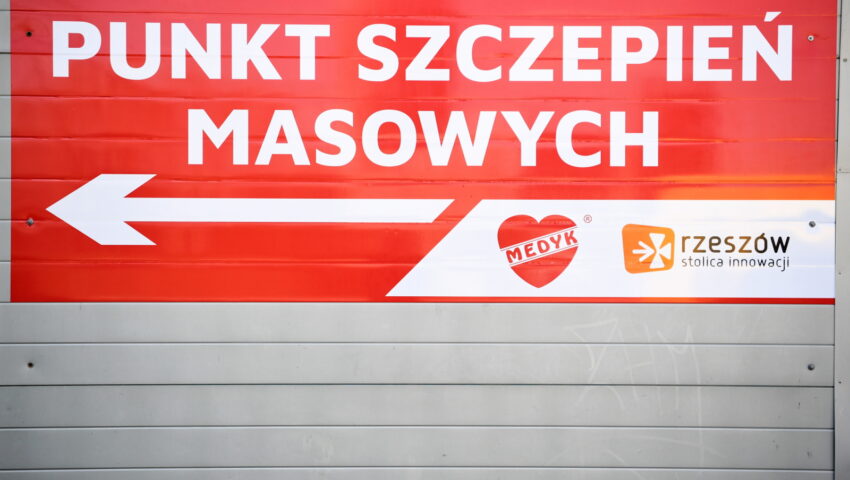 PUNKT SZCZEPIEŃ
MASOWYCH
MEDYK ®
rzeszów
stolica innowacji